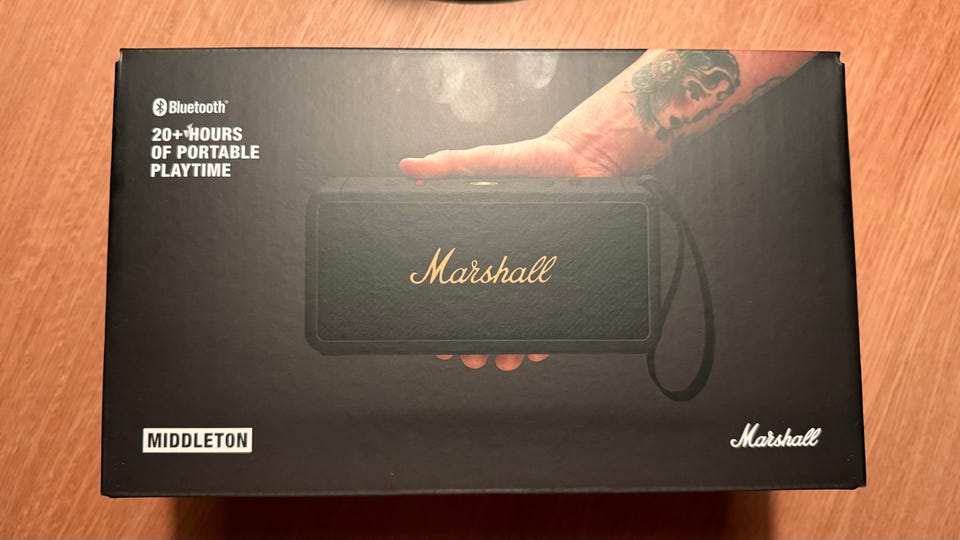 Bluetooth®
20+ HOURS
OF PORTABLE
PLAYTIME
Marshall
MIDDLETON
Marshall